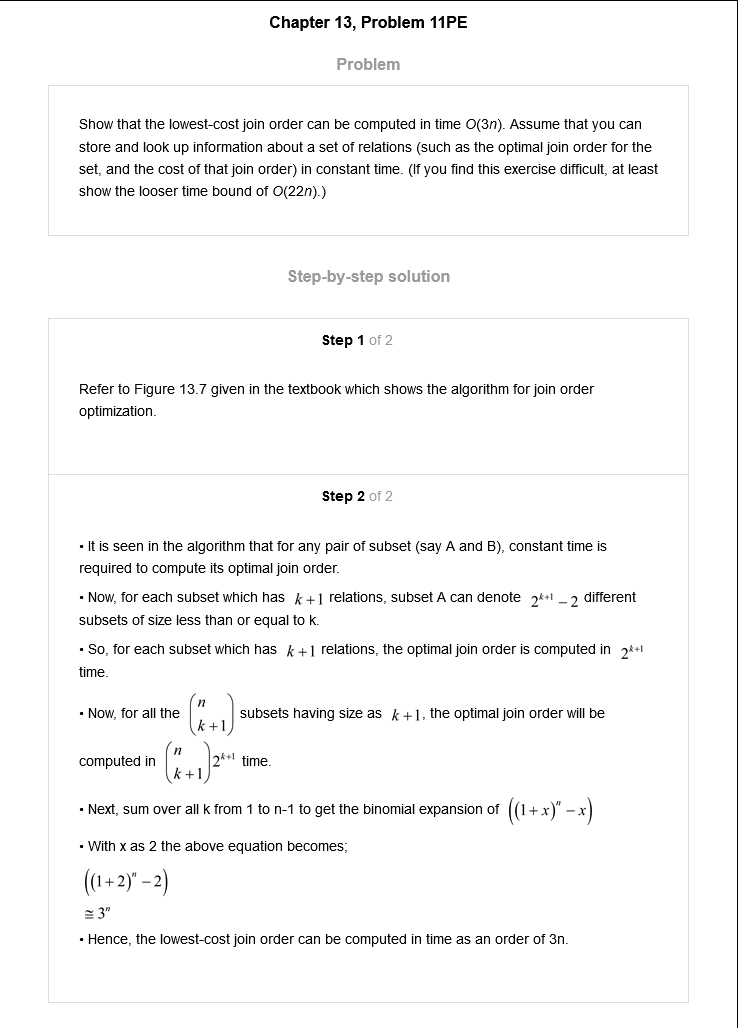 Chapter 13, Problem 11PE
Problem
Show that the lowest-cost join order can be computed in time O(3n). Assume that you can
store and look up information about a set of relations (such as the optimal join order for the
set, and the cost of that join order) in constant time. (If you find this exercise difficult, at least
show the looser time bound of O(22n).)
Step-by-step solution
Step 1 of 2
Refer to Figure 13.7 given in the textbook which shows the algorithm for join order
optimization.
Step 2 of 2
• It is seen in the algorithm that for any pair of subset (say A and B), constant time is
required to compute its optimal join order.
• Now, for each subset which has k+1 relations, subset A can denote 2^{k+1} – 2 different
subsets of size less than or equal to k.
• So, for each subset which has k+1 relations, the optimal join order is computed in 2^{k+1}
time.
• Now, for all the \binom{n}{k+1} subsets having size as k+1, the optimal join order will be
computed in \binom{n}{k+1}2^{k+1} time.
• Next, sum over all k from 1 to n-1 to get the binomial expansion of ((1+x)^n – x)
• With x as 2 the above equation becomes;
((1+2)^n – 2)
≅ 3^n
• Hence, the lowest-cost join order can be computed in time as an order of 3n.